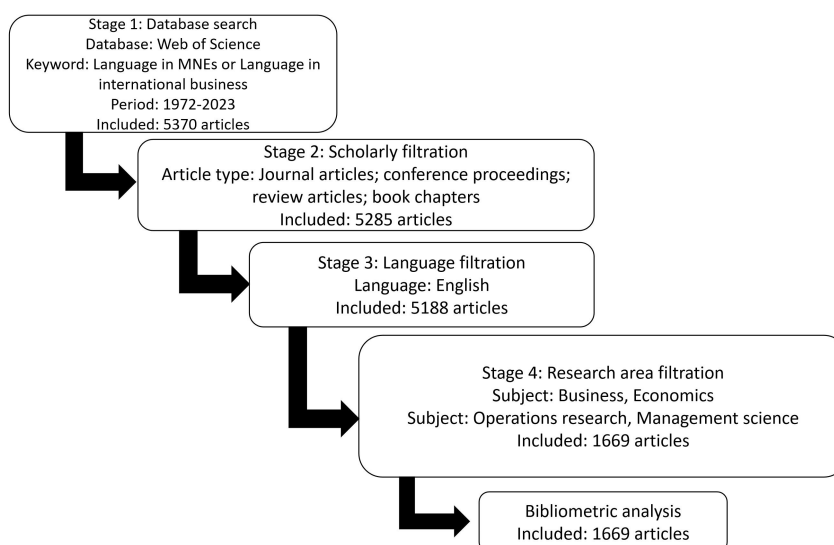 Stage 1: Database search
Database: Web of Science
Keyword: Language in MNEs or Language in
international business
Period: 1972-2023
Included: 5370 articles
Stage 2: Scholarly filtration
Article type: Journal articles; conference proceedings;
review articles; book chapters
Included: 5285 articles
Stage 3: Language filtration
Language: English
Included: 5188 articles
Stage 4: Research area filtration
Subject: Business, Economics
Subject: Operations research, Management science
Included: 1669 articles
Bibliometric analysis
Included: 1669 articles